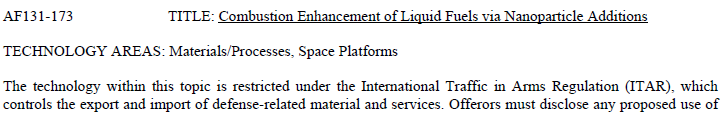 AF131-173 TITLE: Combustion Enhancement of Liquid Fuels via Nanoparticle Additions
TECHNOLOGY AREAS: Materials/Processes, Space Platforms
The technology within this topic is restricted under the International Traffic in Arms Regulation (ITAR), which
controls the export and import of defense-related material and services. Offerors must disclose any proposed use of